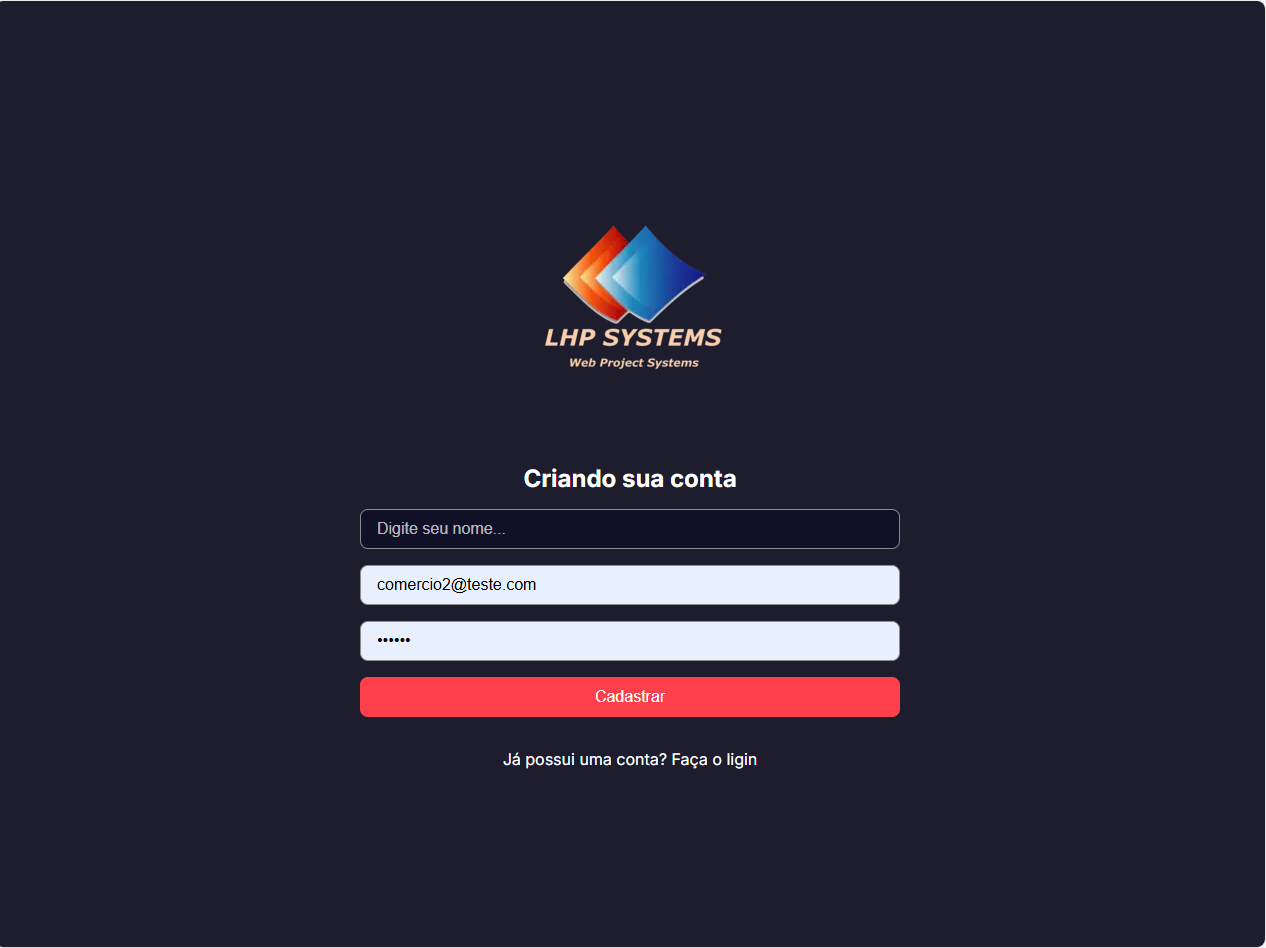 LHP SYSTEMS
Web Project Systems
Criando sua conta
Digite seu nome...
comercio2@teste.com
••••••
Cadastrar
Já possui uma conta? Faça o ligin